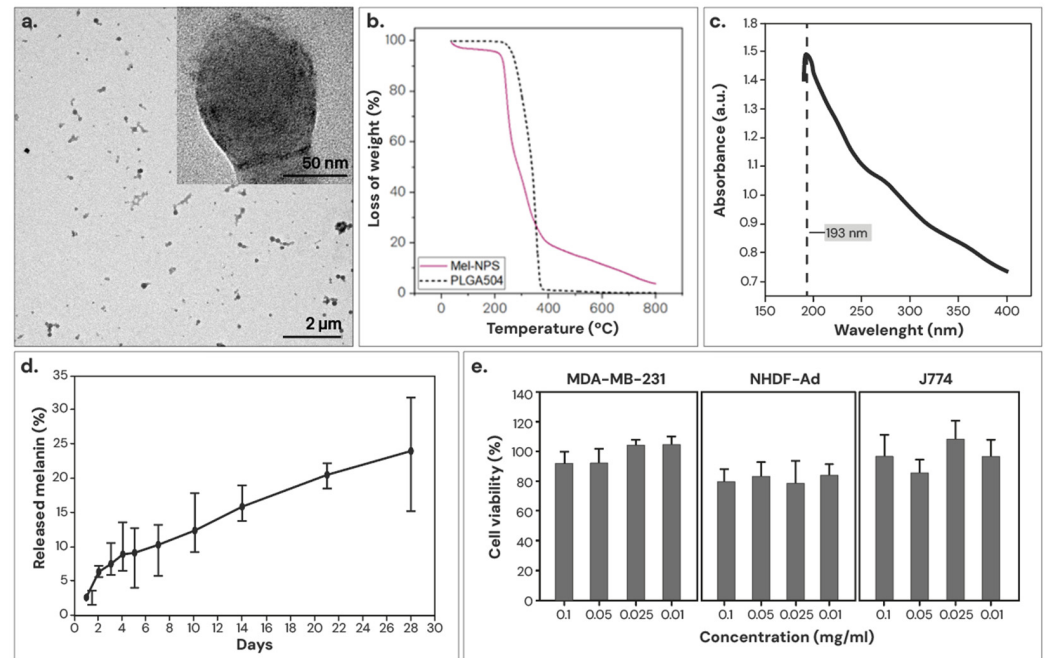 a.
50 nm
2 µm
b.
Loss of weight (%)
100
80
60
40
20
0
Mel-NPS
PLGA504
0 200 400 600 800
Temperature (°C)
c.
Absorbance (a.u.)
1.8
1.5
1.4
1.3
1.2
1.1
1.0
0.9
0.8
0.7
193 nm
150 200 250 300 350 400
Wavelenght (nm)
d.
Released melanin (%)
35
30
25
20
15
10
5
0
0 2 4 6 8 10 12 14 16 18 20 22 24 26 28 30
Days
e.
MDA-MB-231 NHDF-Ad J774
Cell viability (%)
140
120
100
80
60
40
20
0
0.1 0.05 0.025 0.01 0.1 0.05 0.025 0.01 0.1 0.05 0.025 0.01
Concentration (mg/ml)